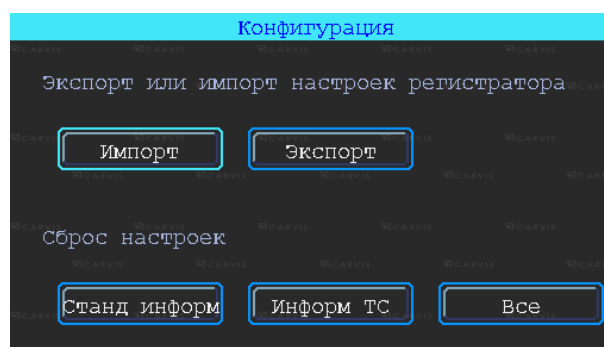 Конфигурация
Экспорт или импорт настроек регистратора
Импорт Экспорт
Сброс настроек
Станд информ Информ ТС Все